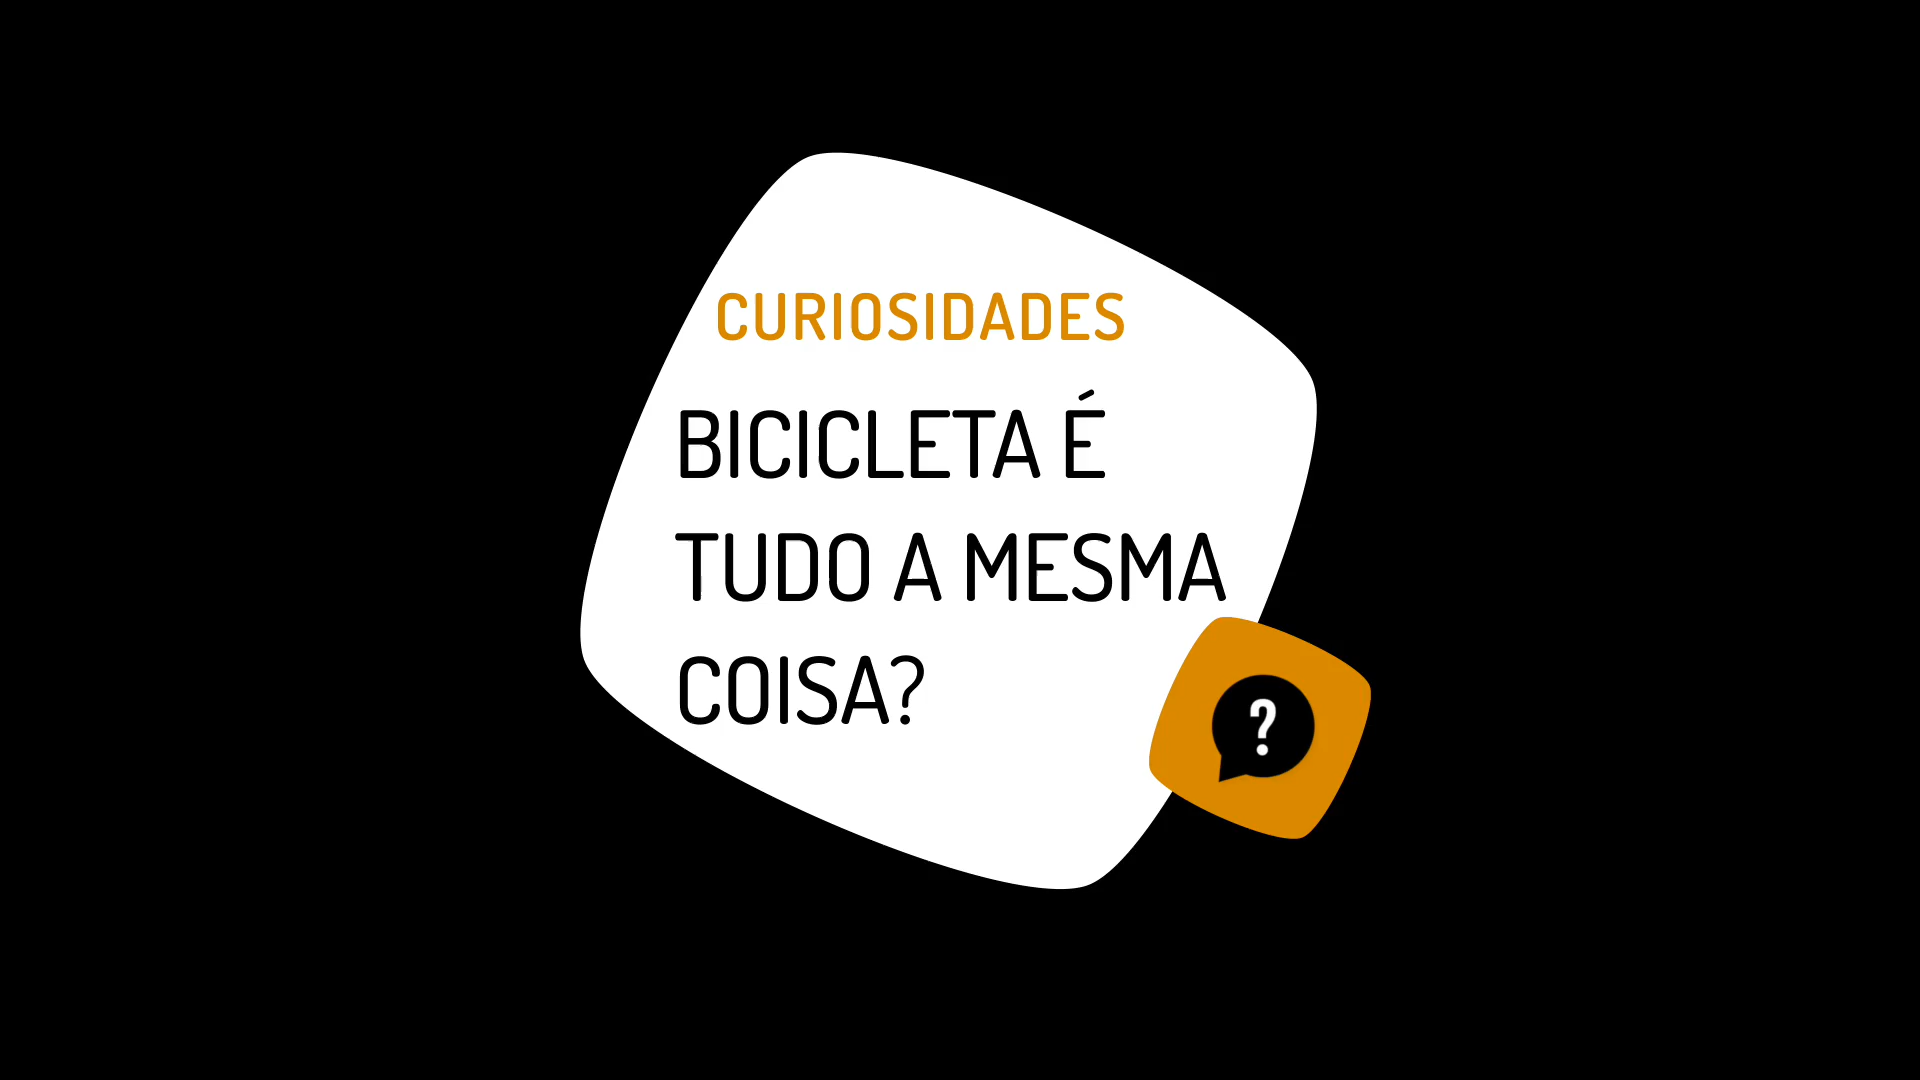 CURIOSIDADES
BICICLETA É
TUDO A MESMA
COISA?
?